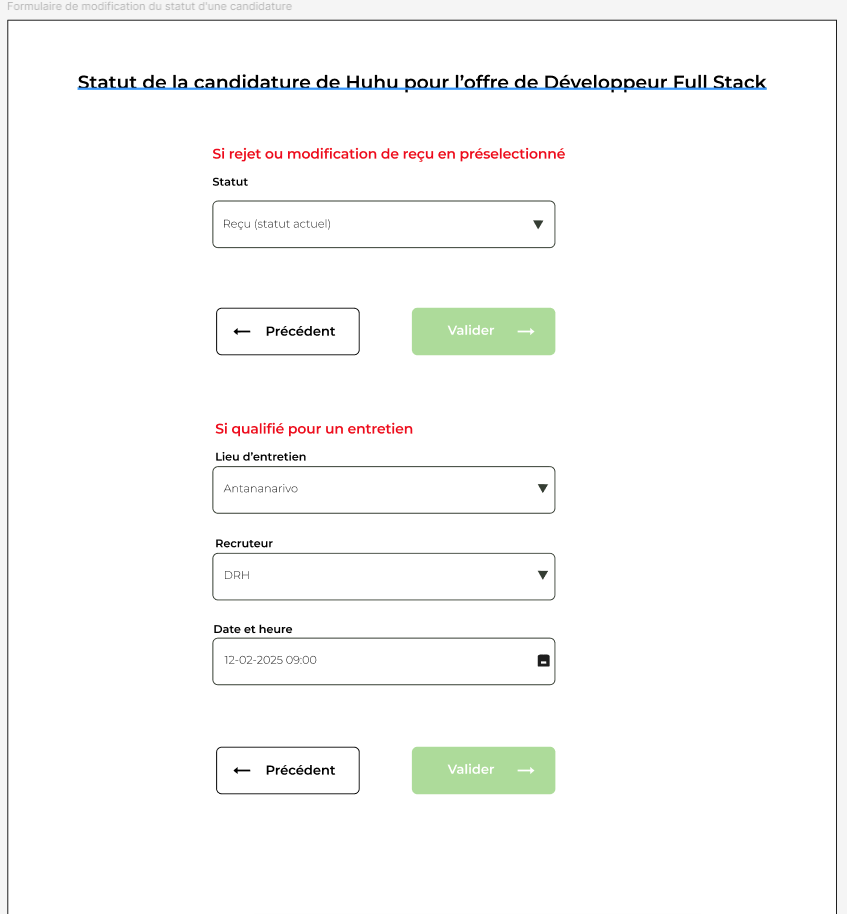 Formulaire de modification du statut d'une candidature
Statut de la candidature de Huhu pour l’offre de Développeur Full Stack
Si rejet ou modification de reçu en préselectionné
Statut
Reçu (statut actuel)
Précédent
Valider
Si qualifié pour un entretien
Lieu d’entretien
Antananarivo
Recruteur
DRH
Date et heure
12-02-2025 09:00
Précédent
Valider